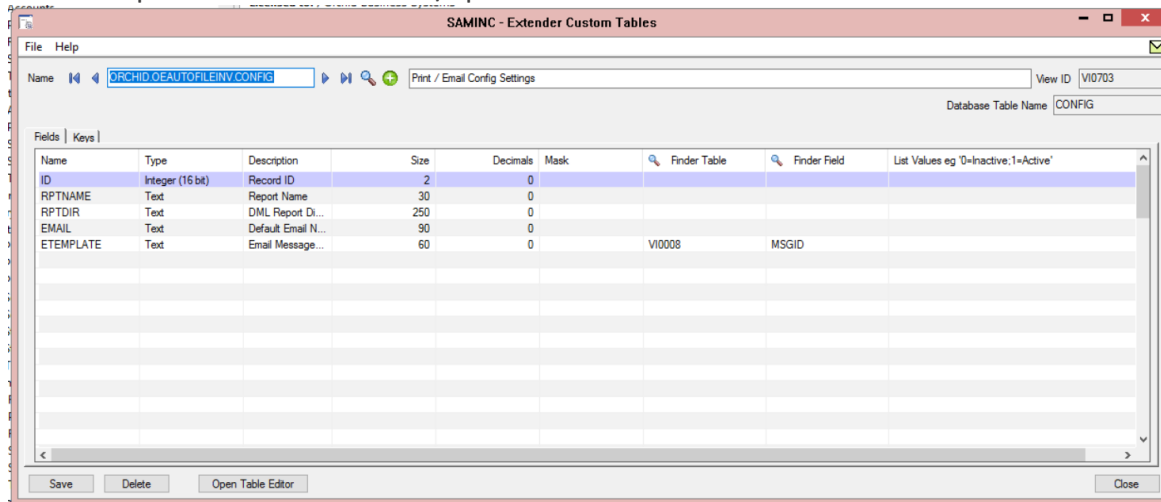 SAMINC - Extender Custom Tables
File Help
Name ORCHID.OEAUTOFILEINV.CONFIG Print / Email Config Settings View ID VI0703
Database Table Name CONFIG
Fields Keys
Name Type Description Size Decimals Mask Finder Table Finder Field List Values eg '0=Inactive;1=Active'
ID Integer (16 bit) Record ID 2 0
RPTNAME Text Report Name 30 0
RPTDIR Text DML Report Di... 250 0
EMAIL Text Default Email N... 90 0
ETEMPLATE Text Email Message... 60 0 VI0008 MSGID
Save Delete Open Table Editor Close